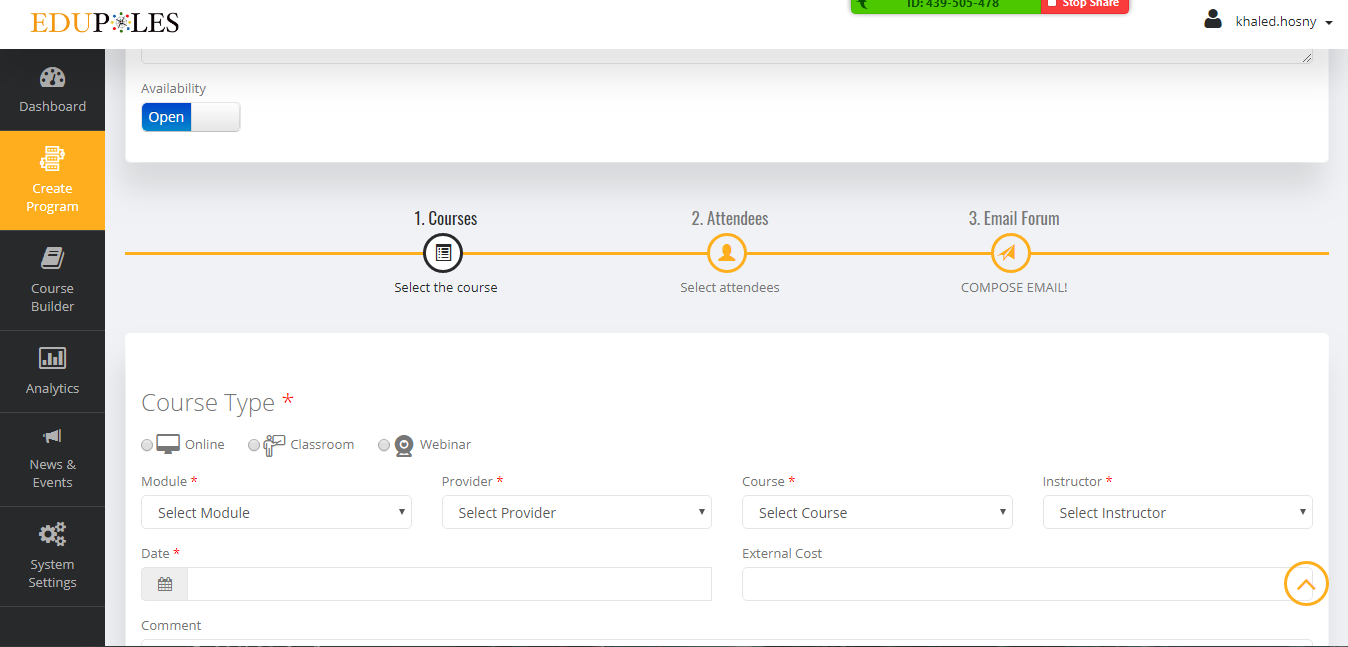 EDUPOLES
ID: 439-505-478
Stop Share
khaled.hosny
Dashboard
Create
Program
Course
Builder
Analytics
News &
Events
System
Settings
Availability
Open
1. Courses
2. Attendees
3. Email Forum
Select the course
Select attendees
COMPOSE EMAIL!
Course Type *
Online
Classroom
Webinar
Module *
Provider *
Course *
Instructor *
Select Module
Select Provider
Select Course
Select Instructor
Date *
External Cost
Comment